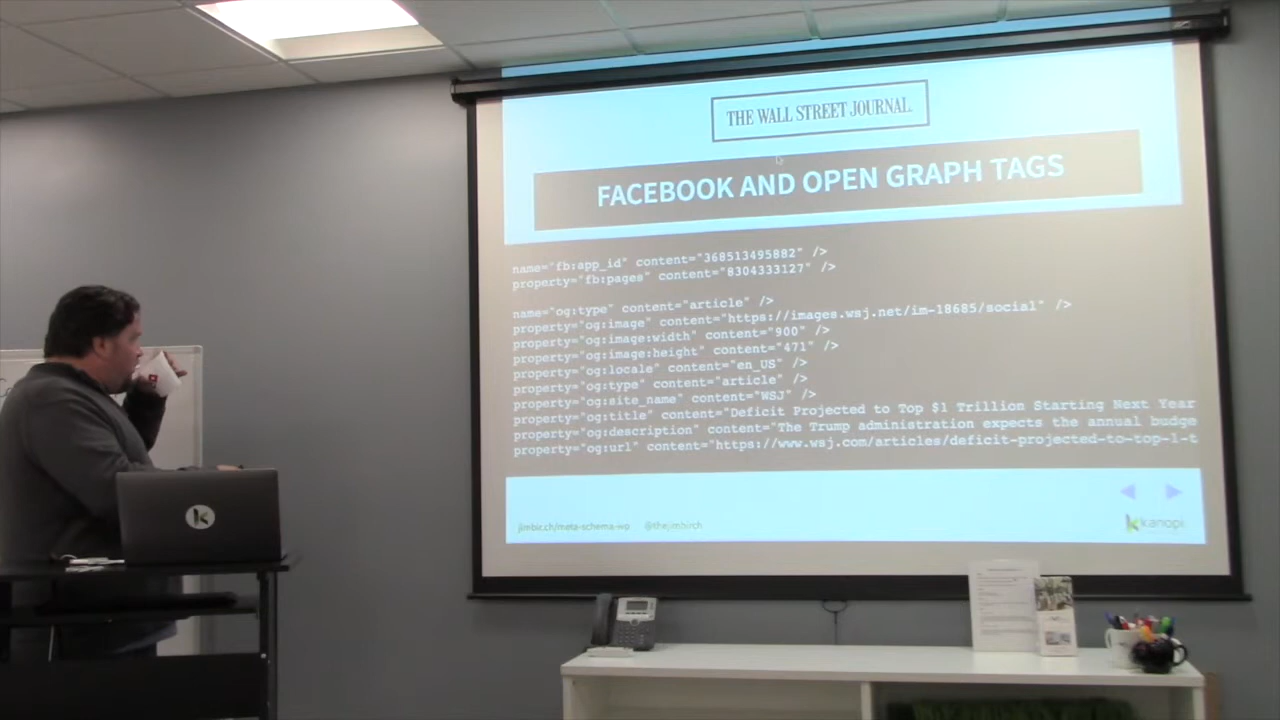 THE WALL STREET JOURNAL.
FACEBOOK AND OPEN GRAPH TAGS
name="fb:app_id" content="368513495882" />
property="fb:pages" content="8304333127" />
name="og:type" content="article" />
property="og:image" content="https://images.wsj.net/im-18685/social" />
property="og:image:width" content="900" />
property="og:image:height" content="471" />
property="og:locale" content="en_US" />
property="og:type" content="article" />
property="og:site_name" content="WSJ" />
property="og:title" content="Deficit Projected to Top $1 Trillion Starting Next Year
property="og:description" content="The Trump administration expects the annual budge
property="og:url" content="https://www.wsj.com/articles/deficit-projected-to-top-1-t
jimbir.ch/meta-schema-wp @thejimbirch
kanopi